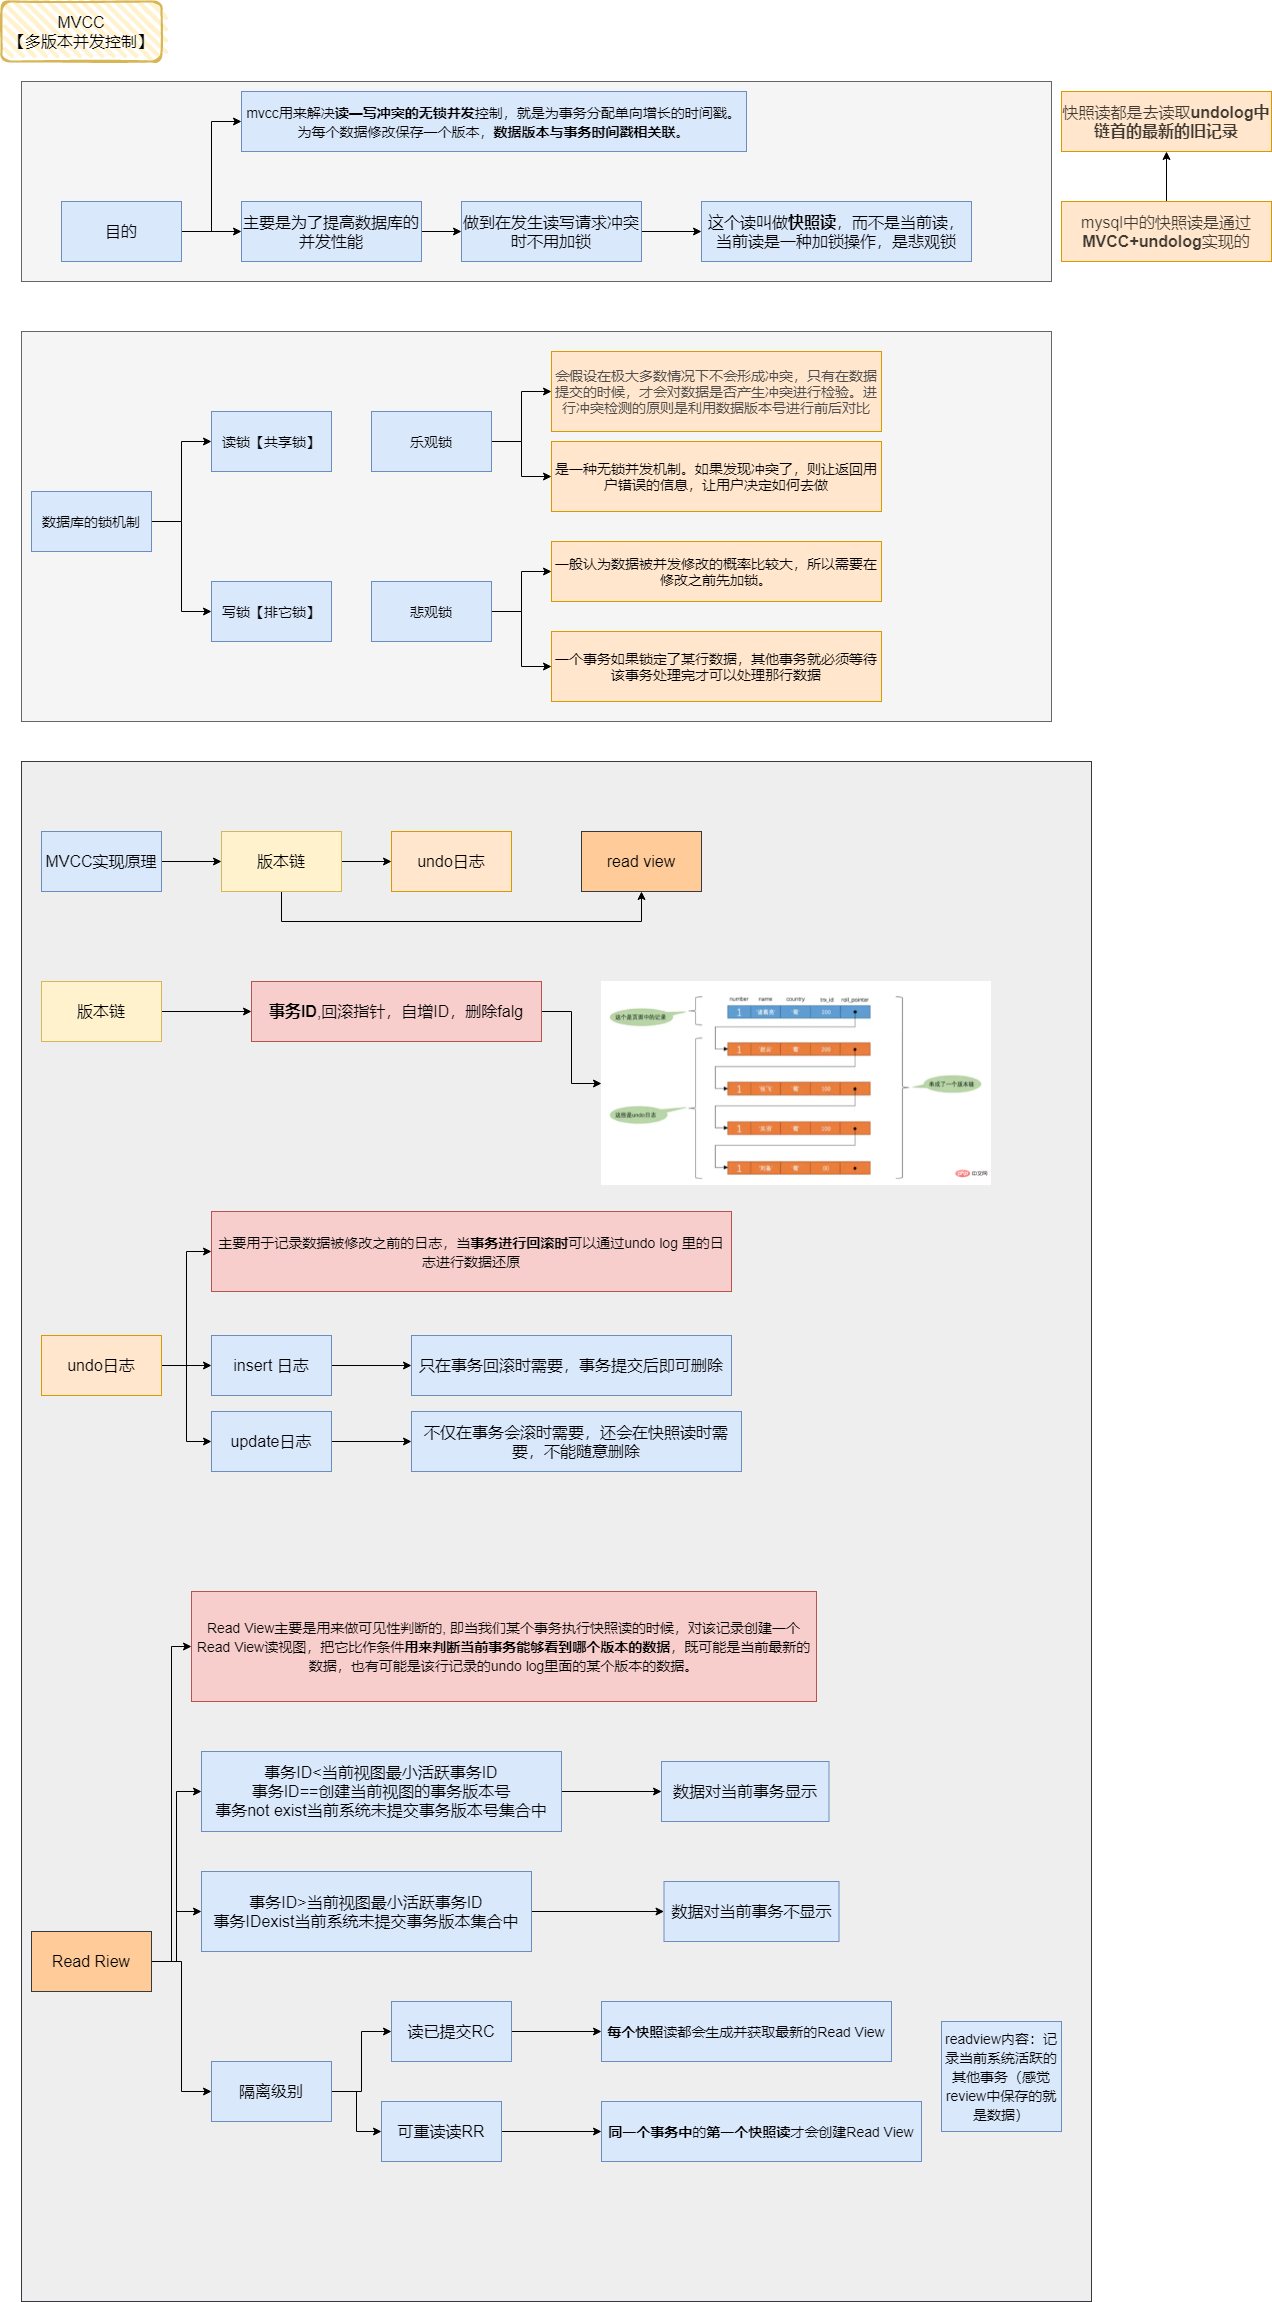 MVCC
【多版本并发控制】
mvcc用来解决读—写冲突的无锁并发控制，就是为事务分配单向增长的时间戳。
为每个数据修改保存一个版本，数据版本与事务时间戳相关联。
快照读都是去读取undolog中
链首的最新的旧记录
目的
主要是为了提高数据库的
并发性能
做到在发生读写请求冲突
时不用加锁
这个读叫做快照读，而不是当前读，
当前读是一种加锁操作，是悲观锁
mysql中的快照读是通过
MVCC+undolog实现的
数据库的锁机制
读锁【共享锁】
乐观锁
会假设在极大多数情况下不会形成冲突，只有在数据
提交的时候，才会对数据是否产生冲突进行检验。进
行冲突检测的原则是利用数据版本号进行前后对比
是一种无锁并发机制。如果发现冲突了，则让返回用
户错误的信息，让用户决定如何去做
写锁【排它锁】
悲观锁
一般认为数据被并发修改的概率比较大，所以需要在
修改之前先加锁。
一个事务如果锁定了某行数据，其他事务就必须等待
该事务处理完才可以处理那行数据
MVCC实现原理
版本链
undo日志
read view
版本链
事务ID,回滚指针，自增ID，删除falg
number name country trx_id roll_pointer
这个是页面中的记录
1
1
1
1
1
这些是undo日志
串成了一个版本链
php 中文网
主要用于记录数据被修改之前的日志，当事务进行回滚时可以通过undo log 里的日
志进行数据还原
undo日志
insert 日志
只在事务回滚时需要，事务提交后即可删除
update日志
不仅在事务会滚时需要，还会在快照读时需
要，不能随意删除
Read View主要是用来做可见性判断的, 即当我们某个事务执行快照读的时候，对该记录创建一个
Read View读视图，把它比作条件用来判断当前事务能够看到哪个版本的数据，既可能是当前最新的
数据，也有可能是该行记录的undo log里面的某个版本的数据。
事务ID<当前视图最小活跃事务ID
事务ID==创建当前视图的事务版本号
事务not exist当前系统未提交事务版本号集合中
数据对当前事务显示
事务ID>当前视图最小活跃事务ID
事务IDexist当前系统未提交事务版本集合中
数据对当前事务不显示
Read Riew
隔离级别
读已提交RC
每个快照读都会生成并获取最新的Read View
可重读读RR
同一个事务中的第一个快照读才会创建Read View
readview内容：记
录当前系统活跃的
其他事务（感觉
review中保存的就
是数据）